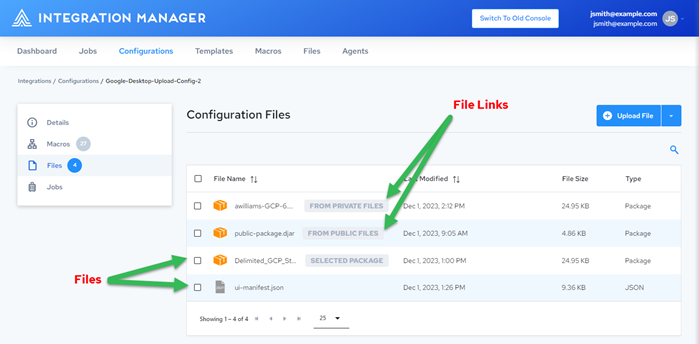 INTEGRATION MANAGER
Switch To Old Console
jsmith@example.com
jsmith@example.com
JS
Dashboard Jobs Configurations Templates Macros Files Agents
Integrations / Configurations / Google-Desktop-Upload-Config-2
Details
Macros 27
Files 4
Jobs
Configuration Files
File Links
Upload File
File Name Last Modified File Size Type
awilliams-GCP-6.... FROM PRIVATE FILES Dec 1, 2023, 2:12 PM 24.95 KB Package
public-package.djar FROM PUBLIC FILES Dec 1, 2023, 9:05 AM 4.86 KB Package
Delimited_GCP_St... SELECTED PACKAGE Dec 1, 2023, 1:00 PM 24.95 KB Package
Files
ui-manifest.json Dec 1, 2023, 1:26 PM 9.36 KB JSON
Showing 1 – 4 of 4 25